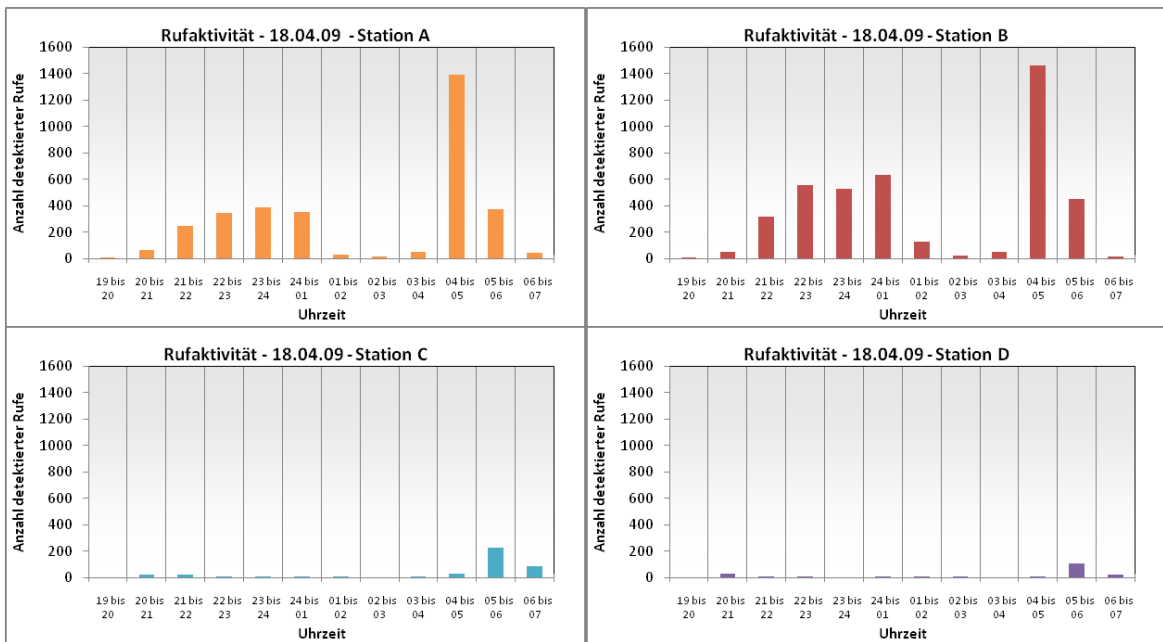 Rufaktivität - 18.04.09 - Station A
Anzahl detektierter Rufe
1600
1400
1200
1000
800
600
400
200
0
19 bis 20 bis 21 bis 22 bis 23 bis 24 bis 01 bis 02 bis 03 bis 04 bis 05 bis 06 bis
20 21 22 23 24 01 02 03 04 05 06 07
Uhrzeit
Rufaktivität - 18.04.09 - Station B
Anzahl detektierter Rufe
1600
1400
1200
1000
800
600
400
200
0
19 bis 20 bis 21 bis 22 bis 23 bis 24 bis 01 bis 02 bis 03 bis 04 bis 05 bis 06 bis
20 21 22 23 24 01 02 03 04 05 06 07
Uhrzeit
Rufaktivität - 18.04.09 - Station C
Anzahl detektierter Rufe
1600
1400
1200
1000
800
600
400
200
0
19 bis 20 bis 21 bis 22 bis 23 bis 24 bis 01 bis 02 bis 03 bis 04 bis 05 bis 06 bis
20 21 22 23 24 01 02 03 04 05 06 07
Uhrzeit
Rufaktivität - 18.04.09 - Station D
Anzahl detektierter Rufe
1600
1400
1200
1000
800
600
400
200
0
19 bis 20 bis 21 bis 22 bis 23 bis 24 bis 01 bis 02 bis 03 bis 04 bis 05 bis 06 bis
20 21 22 23 24 01 02 03 04 05 06 07
Uhrzeit